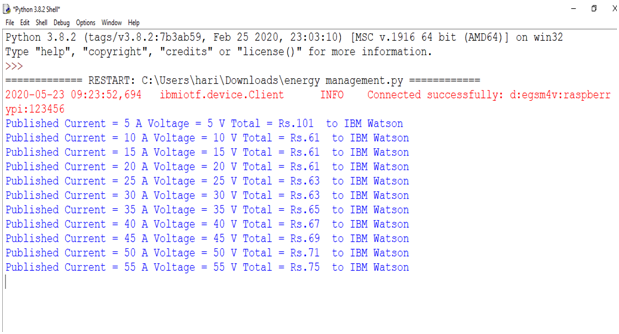 *Python 3.8.2 Shell*
File Edit Shell Debug Options Window Help
Python 3.8.2 (tags/v3.8.2:7b3ab59, Feb 25 2020, 23:03:10) [MSC v.1916 64 bit (AMD64)] on win32
Type "help", "copyright", "credits" or "license()" for more information.
>>>
============= RESTART: C:\Users\hari\Downloads\energy management.py ============
2020-05-23 09:23:52,694   ibmiotf.device.Client      INFO    Connected successfully: d:egsm4v:raspberr
ypi:123456
Published Current = 5 A Voltage = 5 V Total = Rs.101  to IBM Watson
Published Current = 10 A Voltage = 10 V Total = Rs.61  to IBM Watson
Published Current = 15 A Voltage = 15 V Total = Rs.61  to IBM Watson
Published Current = 20 A Voltage = 20 V Total = Rs.61  to IBM Watson
Published Current = 25 A Voltage = 25 V Total = Rs.63  to IBM Watson
Published Current = 30 A Voltage = 30 V Total = Rs.63  to IBM Watson
Published Current = 35 A Voltage = 35 V Total = Rs.65  to IBM Watson
Published Current = 40 A Voltage = 40 V Total = Rs.67  to IBM Watson
Published Current = 45 A Voltage = 45 V Total = Rs.69  to IBM Watson
Published Current = 50 A Voltage = 50 V Total = Rs.71  to IBM Watson
Published Current = 55 A Voltage = 55 V Total = Rs.75  to IBM Watson